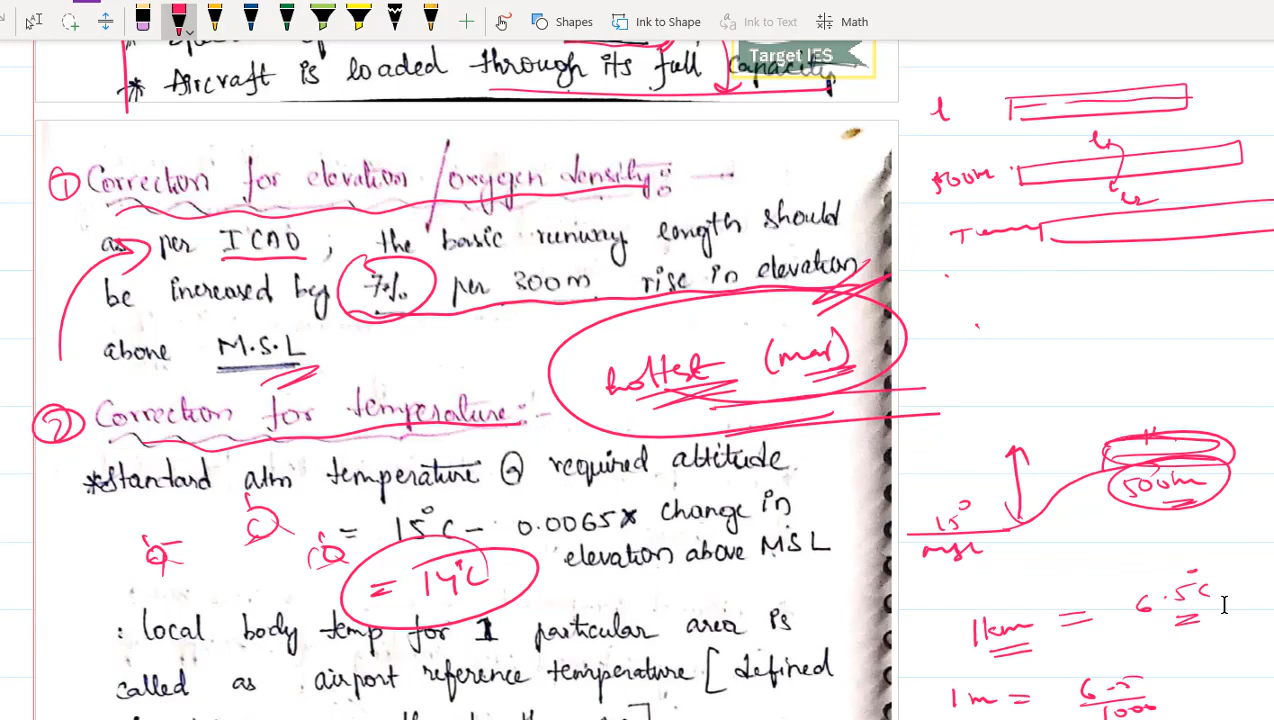 Shapes Ink to Shape Ink to Text Math
Target IES
* Aircraft is loaded through its full capacity
① Correction for elevation / oxygen density :-
as per ICAO, the basic runway length should
be increased by 7% per 300m rise in elevation
above M.S.L
hottest (max)
② Correction for temperature :-
*Standard atm temperature @ required altitude
= 15°C - 0.0065 x change in
elevation above MSL
= 14°C
: local body temp for 1 particular area is
called as airport reference temperature [defined
l
500m
l1
l2
15°
msl
500m
1km = 6.5°C
1m = 6.5
1000